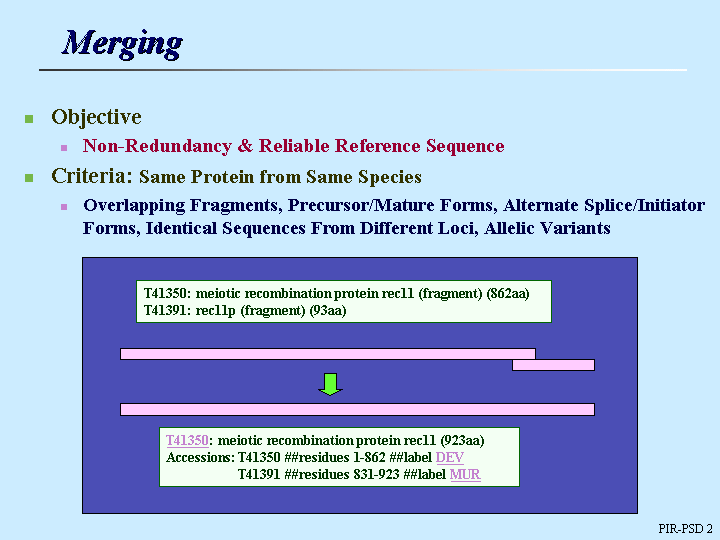 Merging
Objective
Non-Redundancy & Reliable Reference Sequence
Criteria: Same Protein from Same Species
Overlapping Fragments, Precursor/Mature Forms, Alternate Splice/Initiator
Forms, Identical Sequences From Different Loci, Allelic Variants
T41350: meiotic recombination protein rec11 (fragment) (862aa)
T41391: rec11p (fragment) (93aa)
T41350: meiotic recombination protein rec11 (923aa)
Accessions: T41350 ##residues 1-862 ##label DEV
T41391 ##residues 831-923 ##label MUR
PIR-PSD 2